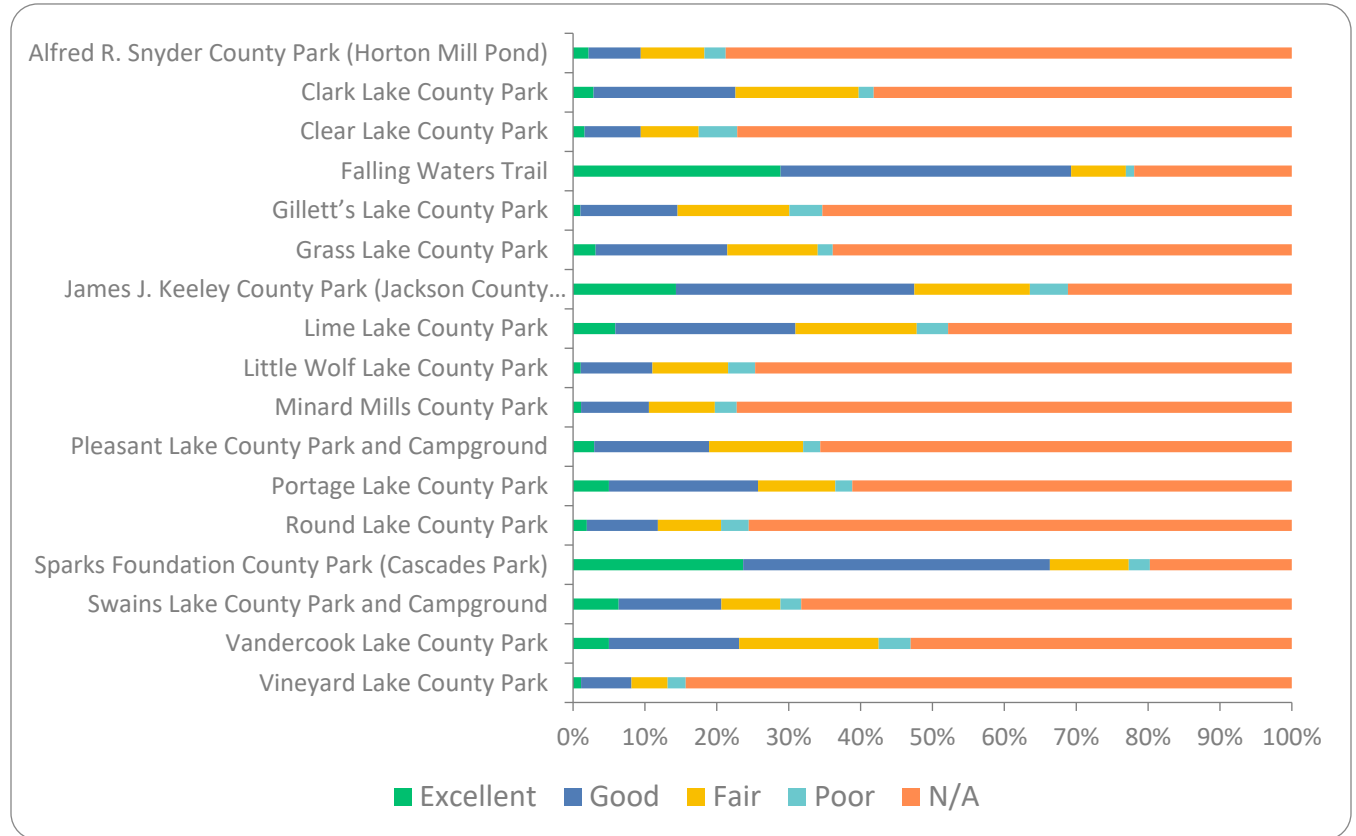 Alfred R. Snyder County Park (Horton Mill Pond)
Clark Lake County Park
Clear Lake County Park
Falling Waters Trail
Gillett’s Lake County Park
Grass Lake County Park
James J. Keeley County Park (Jackson County...
Lime Lake County Park
Little Wolf Lake County Park
Minard Mills County Park
Pleasant Lake County Park and Campground
Portage Lake County Park
Round Lake County Park
Sparks Foundation County Park (Cascades Park)
Swains Lake County Park and Campground
Vandercook Lake County Park
Vineyard Lake County Park
0% 10% 20% 30% 40% 50% 60% 70% 80% 90% 100%
Excellent Good Fair Poor N/A